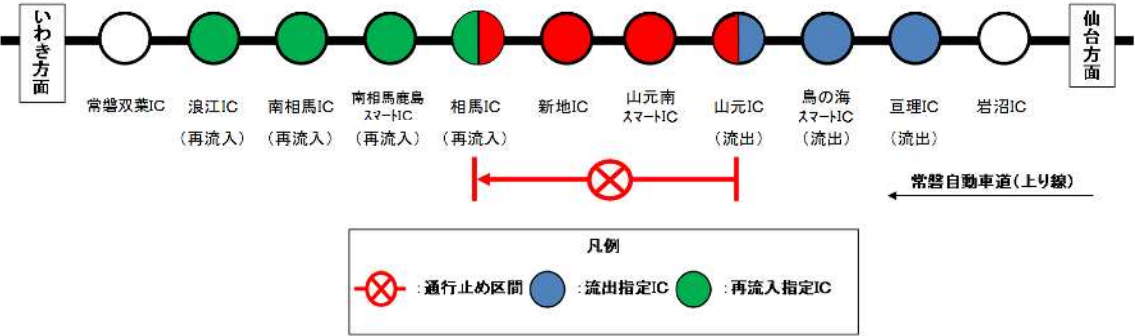 いわき方面
仙台方面
常磐双葉IC
浪江IC
(再流入)
南相馬IC
(再流入)
南相馬鹿島
スマートIC
(再流入)
相馬IC
(再流入)
新地IC
山元南
スマートIC
山元IC
(流出)
鳥の海
スマートIC
(流出)
亘理IC
(流出)
岩沼IC
常磐自動車道(上り線)
凡例
:通行止め区間
:流出指定IC
:再流入指定IC